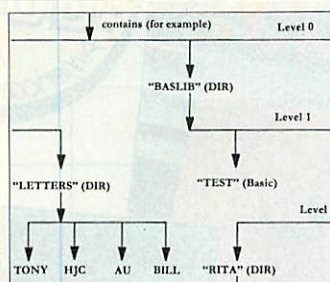 contains (for example)
Level 0
"BASLIB" (DIR)
Level 1
"LETTERS" (DIR)
"TEST" (Basic)
Level
TONY HJC AU BILL "RITA" (DIR)